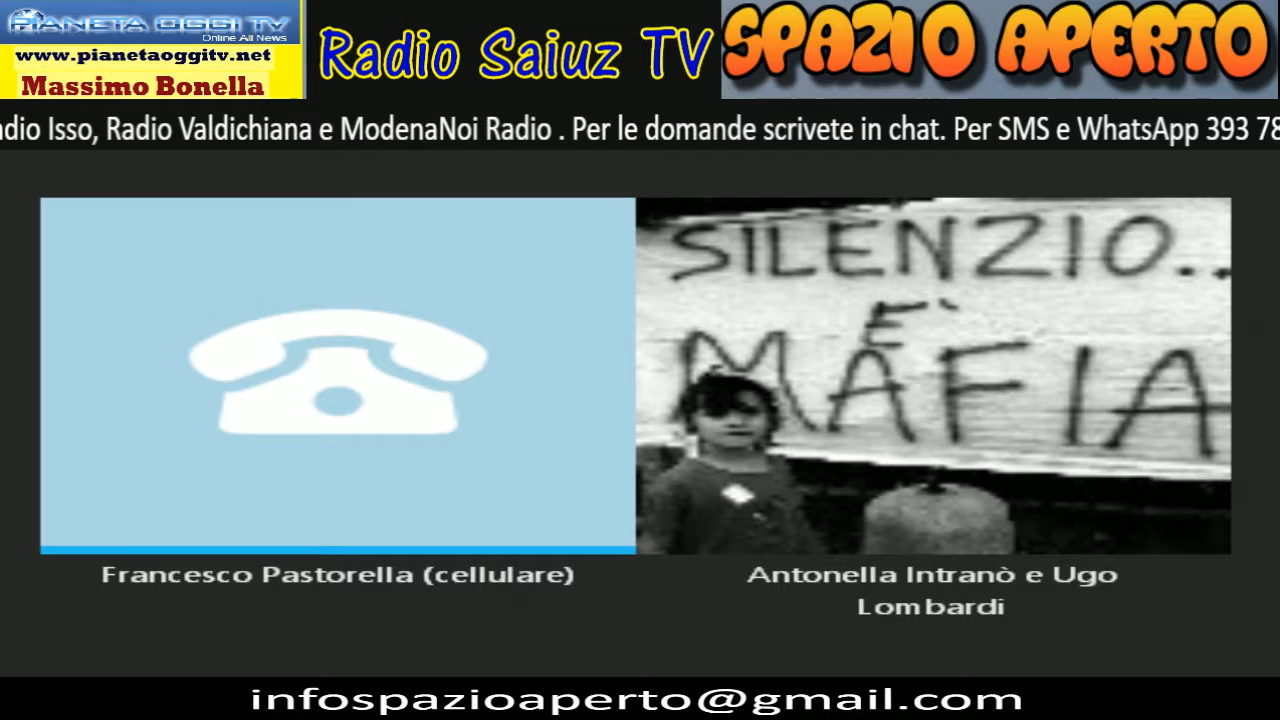 PIANETA OGGI TV
Online All News
www.pianetaoggitv.net
Massimo Bonella
Radio Saiuz TV
SPAZIO APERTO
dio Isso, Radio Valdichiana e ModenaNoi Radio . Per le domande scrivete in chat. Per SMS e WhatsApp 393 78
SILENZIO...
E'
MAFIA
Francesco Pastorella (cellulare)
Antonella Intranò e Ugo
Lombardi
infospazioaperto@gmail.com